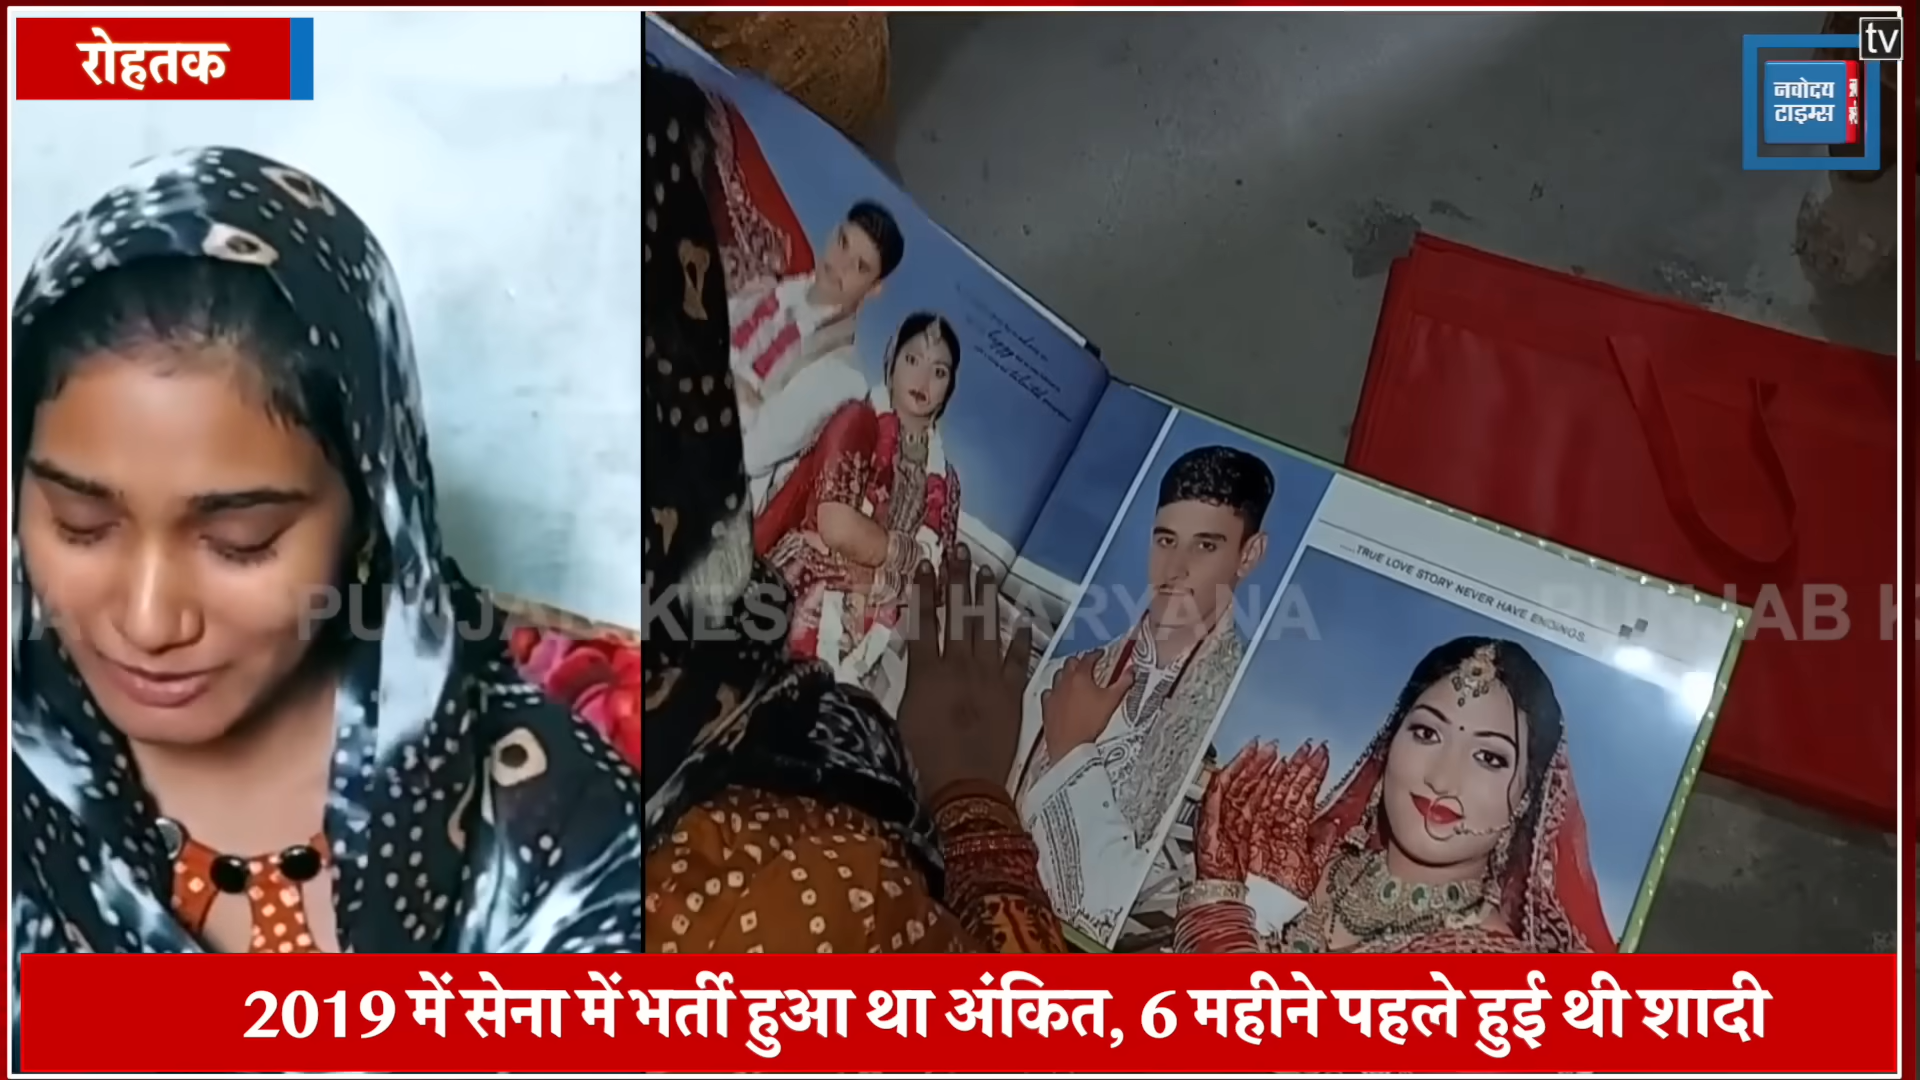 रोहतक
tv
नवोदय
टाइम्स
....TRUE LOVE STORY NEVER HAVE ENDINGS.
PUNJAB KESARI HARYANA
PUNJAB K
2019 में सेना में भर्ती हुआ था अंकित, 6 महीने पहले हुई थी शादी